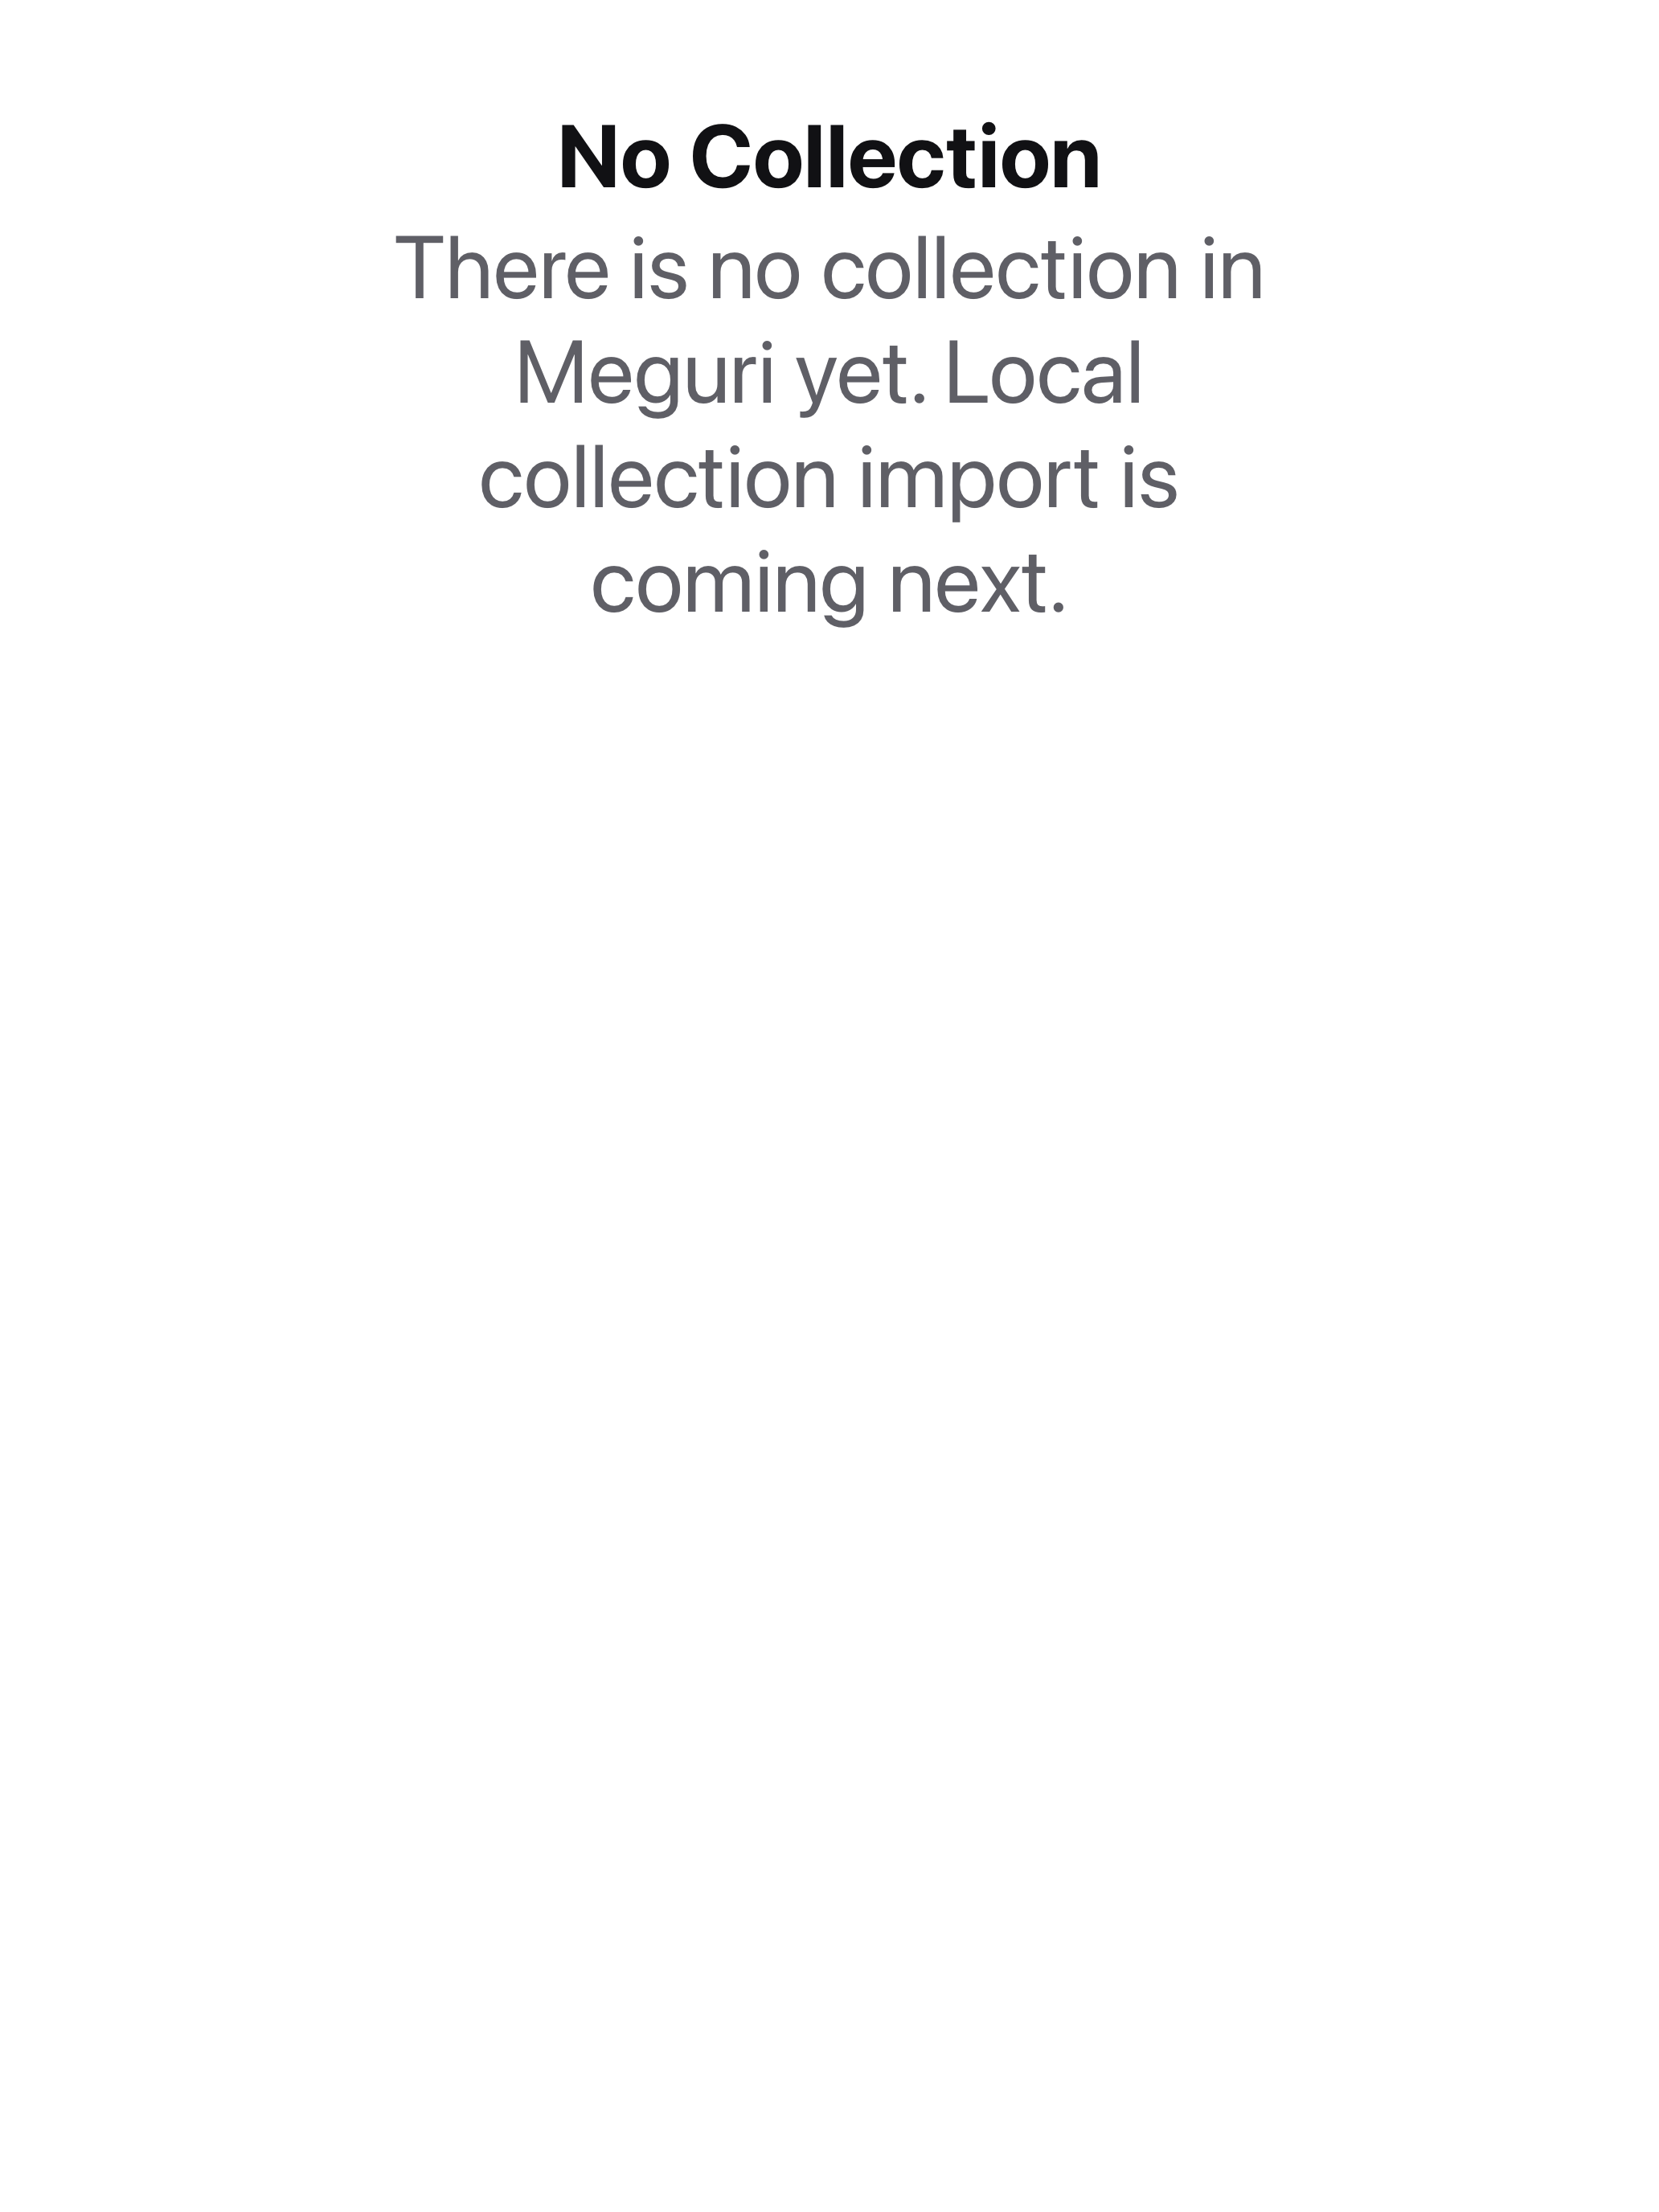 No Collection
There is no collection in
Meguri yet. Local
collection import is
coming next.